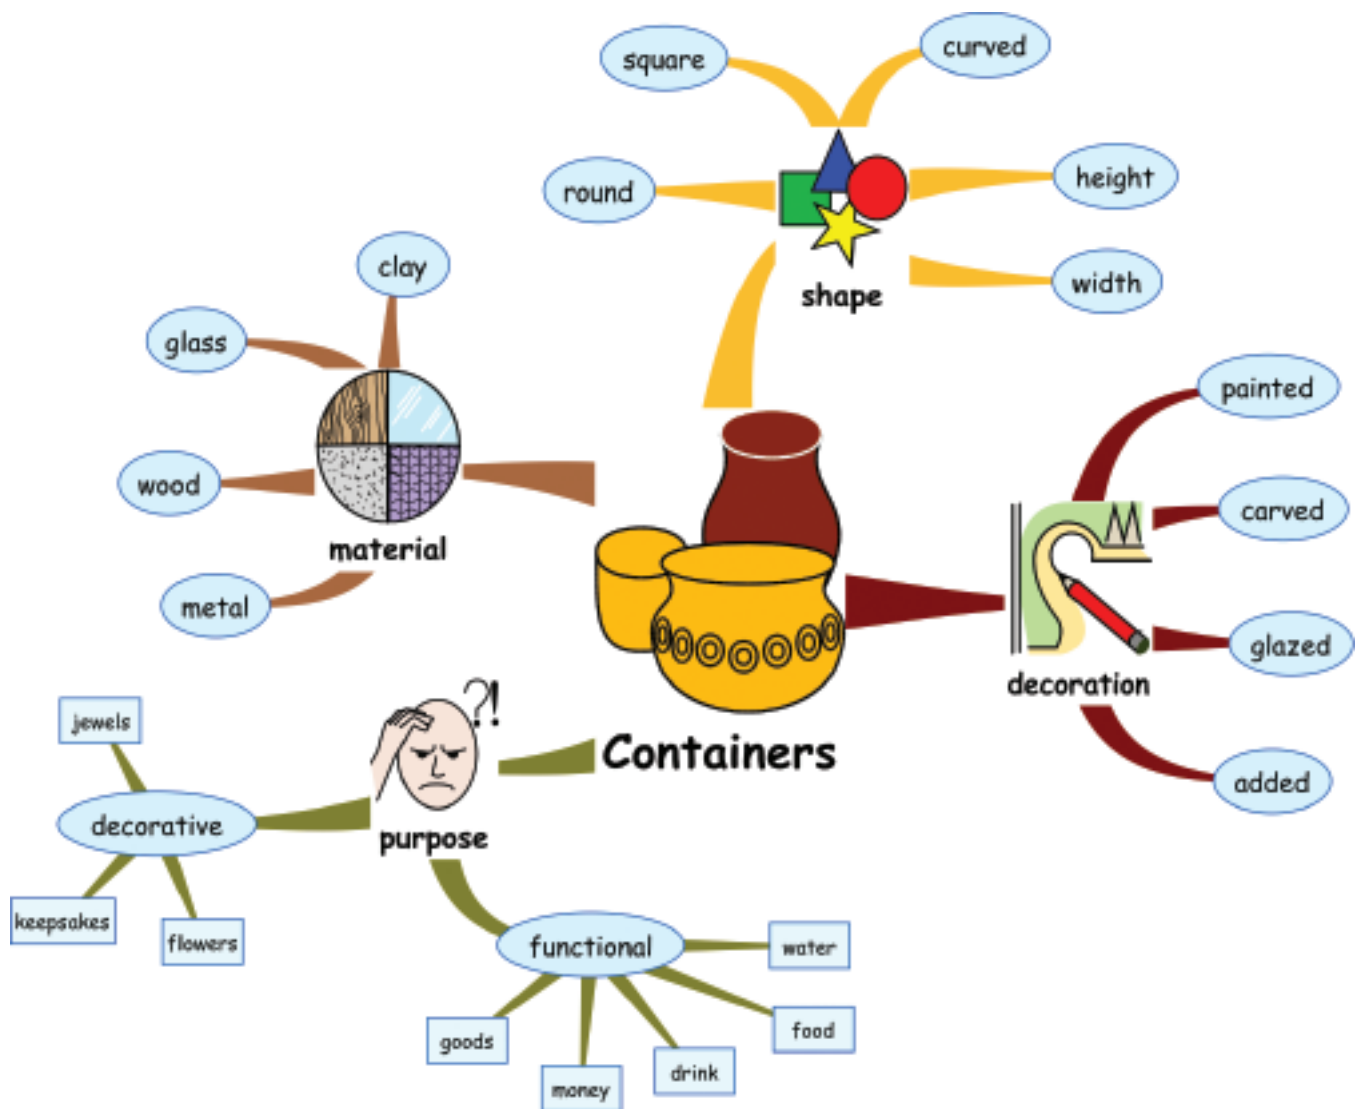 square
curved
round
height
shape
width
clay
glass
wood
material
metal
painted
carved
glazed
decoration
added
Containers
?!
purpose
jewels
decorative
keepsakes
flowers
functional
water
goods
money
drink
food